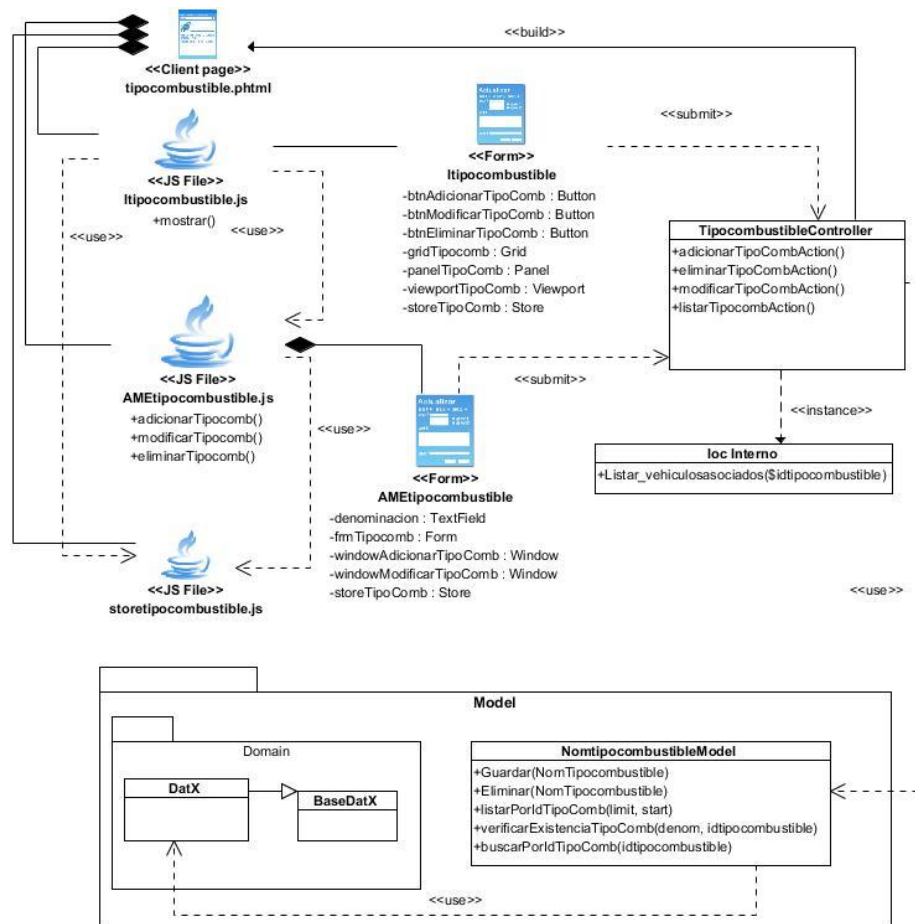 <<build>>
<<Client page>>
tipocombustible.phtml
<<submit>>
<<JS File>>
ltipocombustible.js
+mostrar()
<<use>>
<<use>>
<<Form>>
ltipocombustible
-btnAdicionarTipoComb : Button
-btnModificarTipoComb : Button
-btnEliminarTipoComb : Button
-gridTipocomb : Grid
-panelTipoComb : Panel
-viewportTipoComb : Viewport
-storeTipoComb : Store
TipocombustibleController
+adicionarTipoCombAction()
+eliminarTipoCombAction()
+modificarTipoCombAction()
+listarTipocombAction()
<<JS File>>
AMEtipocombustible.js
+adicionarTipocomb()
+modificarTipocomb()
+eliminarTipocomb()
<<use>>
<<submit>>
<<instance>>
Ioc Interno
+Listar_vehiculosasociados($idtipocombustible)
<<Form>>
AMEtipocombustible
-denominacion : TextField
-frmTipocomb : Form
-windowAdicionarTipoComb : Window
-windowModificarTipoComb : Window
-storeTipoComb : Store
<<JS File>>
storetipocombustible.js
<<use>>
Model
Domain
DatX
BaseDatX
NomtipocombustibleModel
+Guardar(NomTipocombustible)
+Eliminar(NomTipocombustible)
+listarPorIdTipoComb(limit, start)
+verificarExistenciaTipoComb(denom, idtipocombustible)
+buscarPorIdTipoComb(idtipocombustible)
<<use>>